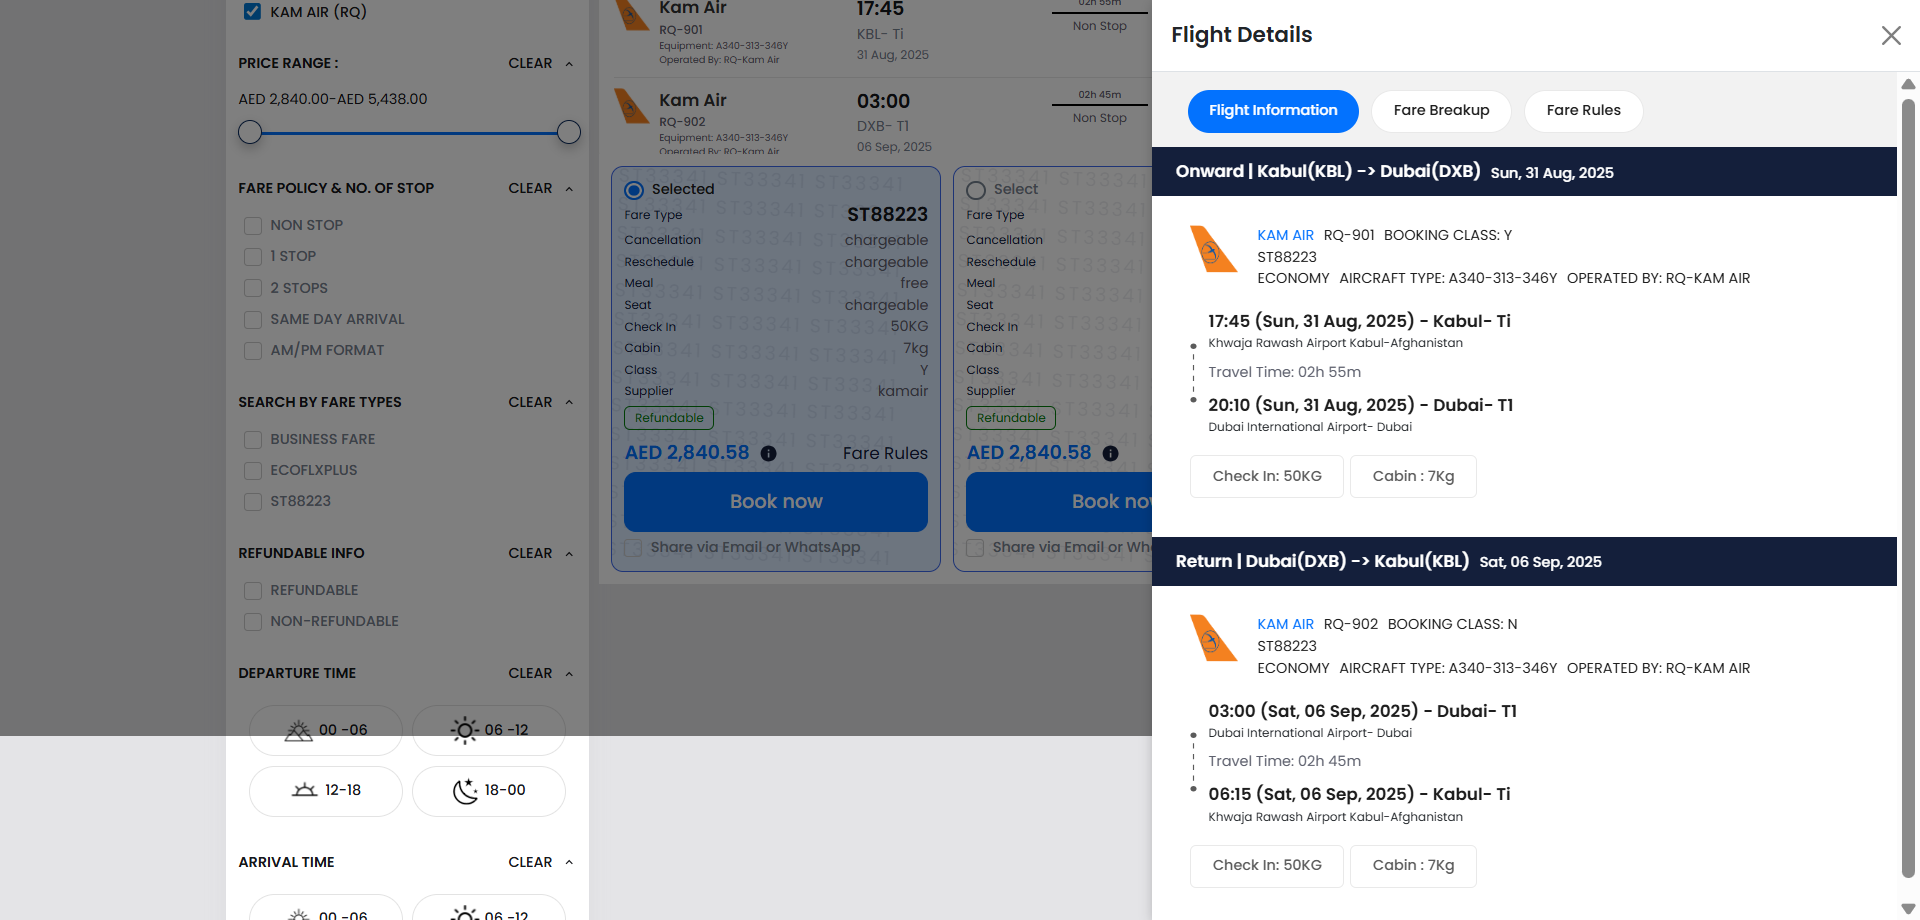 KAM AIR (RQ)
PRICE RANGE :
CLEAR
AED 2,840.00-AED 5,438.00
FARE POLICY & NO. OF STOP
CLEAR
NON STOP
1 STOP
2 STOPS
SAME DAY ARRIVAL
AM/PM FORMAT
SEARCH BY FARE TYPES
CLEAR
BUSINESS FARE
ECOFLXPLUS
ST88223
REFUNDABLE INFO
CLEAR
REFUNDABLE
NON-REFUNDABLE
DEPARTURE TIME
CLEAR
00 -06
06 -12
12-18
18-00
ARRIVAL TIME
CLEAR
00 -06
06 -12
Kam Air
RQ-901
Equipment: A340-313-346Y
Operated By: RQ-Kam Air
17:45
KBL- Ti
31 Aug, 2025
02h 55m
Non Stop
Kam Air
RQ-902
Equipment: A340-313-346Y
Operated By: RQ-Kam Air
03:00
DXB- T1
06 Sep, 2025
02h 45m
Non Stop
Selected
Fare Type ST88223
Cancellation chargeable
Reschedule chargeable
Meal free
Seat chargeable
Check In 50KG
Cabin 7kg
Class Y
Supplier kamair
Refundable
AED 2,840.58
Fare Rules
Book now
Share via Email or WhatsApp
Select
Fare Type
Cancellation
Reschedule
Meal
Seat
Check In
Cabin
Class
Supplier
Refundable
AED 2,840.58
Book no
Share via Email or Wh
Flight Details
Flight Information
Fare Breakup
Fare Rules
Onward | Kabul(KBL) -> Dubai(DXB) Sun, 31 Aug, 2025
KAM AIR RQ-901 BOOKING CLASS: Y
ST88223
ECONOMY AIRCRAFT TYPE: A340-313-346Y OPERATED BY: RQ-KAM AIR
17:45 (Sun, 31 Aug, 2025) - Kabul- Ti
Khwaja Rawash Airport Kabul-Afghanistan
Travel Time: 02h 55m
20:10 (Sun, 31 Aug, 2025) - Dubai- T1
Dubai International Airport- Dubai
Check In: 50KG
Cabin : 7Kg
Return | Dubai(DXB) -> Kabul(KBL) Sat, 06 Sep, 2025
KAM AIR RQ-902 BOOKING CLASS: N
ST88223
ECONOMY AIRCRAFT TYPE: A340-313-346Y OPERATED BY: RQ-KAM AIR
03:00 (Sat, 06 Sep, 2025) - Dubai- T1
Dubai International Airport- Dubai
Travel Time: 02h 45m
06:15 (Sat, 06 Sep, 2025) - Kabul- Ti
Khwaja Rawash Airport Kabul-Afghanistan
Check In: 50KG
Cabin : 7Kg